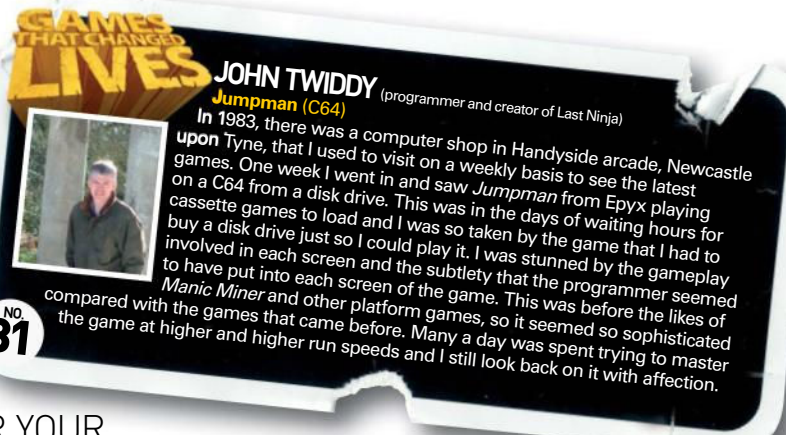 GAMES
THAT CHANGED
LIVES
JOHN TWIDDY (programmer and creator of Last Ninja)
Jumpman (C64)
In 1983, there was a computer shop in Handyside arcade, Newcastle
upon Tyne, that I used to visit on a weekly basis to see the latest
games. One week I went in and saw Jumpman from Epyx playing
on a C64 from a disk drive. This was in the days of waiting hours for
cassette games to load and I was so taken by the game that I had to
buy a disk drive just so I could play it. I was stunned by the gameplay
involved in each screen and the subtlety that the programmer seemed
to have put into each screen of the game. This was before the likes of
Manic Miner and other platform games, so it seemed so sophisticated
compared with the games that came before. Many a day was spent trying to master
the game at higher and higher run speeds and I still look back on it with affection.
NO.
31
R YOUR